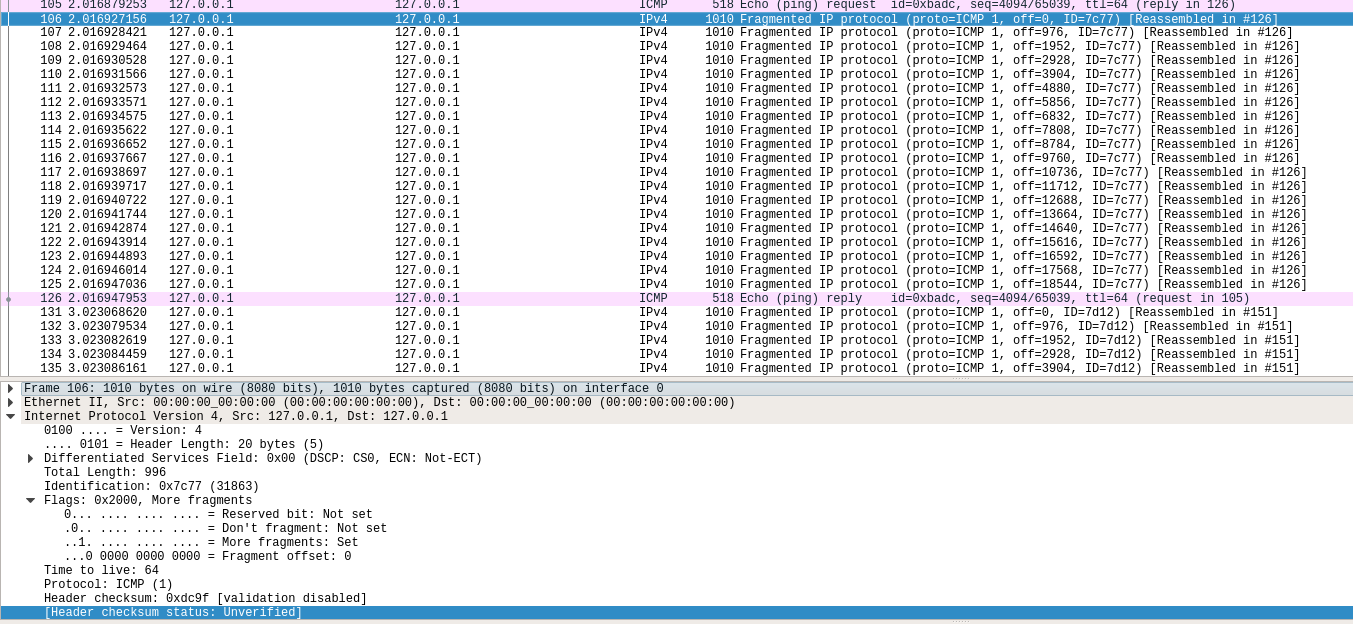 105 2.016879253 127.0.0.1 127.0.0.1 ICMP 518 Echo (ping) request id=0xbadc, seq=4094/65039, ttl=64 (reply in 126)
106 2.016927156 127.0.0.1 127.0.0.1 IPv4 1010 Fragmented IP protocol (proto=ICMP 1, off=0, ID=7c77) [Reassembled in #126]
107 2.016928421 127.0.0.1 127.0.0.1 IPv4 1010 Fragmented IP protocol (proto=ICMP 1, off=976, ID=7c77) [Reassembled in #126]
108 2.016929464 127.0.0.1 127.0.0.1 IPv4 1010 Fragmented IP protocol (proto=ICMP 1, off=1952, ID=7c77) [Reassembled in #126]
109 2.016930528 127.0.0.1 127.0.0.1 IPv4 1010 Fragmented IP protocol (proto=ICMP 1, off=2928, ID=7c77) [Reassembled in #126]
110 2.016931566 127.0.0.1 127.0.0.1 IPv4 1010 Fragmented IP protocol (proto=ICMP 1, off=3904, ID=7c77) [Reassembled in #126]
111 2.016932573 127.0.0.1 127.0.0.1 IPv4 1010 Fragmented IP protocol (proto=ICMP 1, off=4880, ID=7c77) [Reassembled in #126]
112 2.016933571 127.0.0.1 127.0.0.1 IPv4 1010 Fragmented IP protocol (proto=ICMP 1, off=5856, ID=7c77) [Reassembled in #126]
113 2.016934575 127.0.0.1 127.0.0.1 IPv4 1010 Fragmented IP protocol (proto=ICMP 1, off=6832, ID=7c77) [Reassembled in #126]
114 2.016935622 127.0.0.1 127.0.0.1 IPv4 1010 Fragmented IP protocol (proto=ICMP 1, off=7808, ID=7c77) [Reassembled in #126]
115 2.016936652 127.0.0.1 127.0.0.1 IPv4 1010 Fragmented IP protocol (proto=ICMP 1, off=8784, ID=7c77) [Reassembled in #126]
116 2.016937667 127.0.0.1 127.0.0.1 IPv4 1010 Fragmented IP protocol (proto=ICMP 1, off=9760, ID=7c77) [Reassembled in #126]
117 2.016938697 127.0.0.1 127.0.0.1 IPv4 1010 Fragmented IP protocol (proto=ICMP 1, off=10736, ID=7c77) [Reassembled in #126]
118 2.016939717 127.0.0.1 127.0.0.1 IPv4 1010 Fragmented IP protocol (proto=ICMP 1, off=11712, ID=7c77) [Reassembled in #126]
119 2.016940722 127.0.0.1 127.0.0.1 IPv4 1010 Fragmented IP protocol (proto=ICMP 1, off=12688, ID=7c77) [Reassembled in #126]
120 2.016941744 127.0.0.1 127.0.0.1 IPv4 1010 Fragmented IP protocol (proto=ICMP 1, off=13664, ID=7c77) [Reassembled in #126]
121 2.016942874 127.0.0.1 127.0.0.1 IPv4 1010 Fragmented IP protocol (proto=ICMP 1, off=14640, ID=7c77) [Reassembled in #126]
122 2.016943914 127.0.0.1 127.0.0.1 IPv4 1010 Fragmented IP protocol (proto=ICMP 1, off=15616, ID=7c77) [Reassembled in #126]
123 2.016944893 127.0.0.1 127.0.0.1 IPv4 1010 Fragmented IP protocol (proto=ICMP 1, off=16592, ID=7c77) [Reassembled in #126]
124 2.016946014 127.0.0.1 127.0.0.1 IPv4 1010 Fragmented IP protocol (proto=ICMP 1, off=17568, ID=7c77) [Reassembled in #126]
125 2.016947036 127.0.0.1 127.0.0.1 IPv4 1010 Fragmented IP protocol (proto=ICMP 1, off=18544, ID=7c77) [Reassembled in #126]
126 2.016947953 127.0.0.1 127.0.0.1 ICMP 518 Echo (ping) reply id=0xbadc, seq=4094/65039, ttl=64 (request in 105)
131 3.023068620 127.0.0.1 127.0.0.1 IPv4 1010 Fragmented IP protocol (proto=ICMP 1, off=0, ID=7d12) [Reassembled in #151]
132 3.023079534 127.0.0.1 127.0.0.1 IPv4 1010 Fragmented IP protocol (proto=ICMP 1, off=976, ID=7d12) [Reassembled in #151]
133 3.023082619 127.0.0.1 127.0.0.1 IPv4 1010 Fragmented IP protocol (proto=ICMP 1, off=1952, ID=7d12) [Reassembled in #151]
134 3.023084459 127.0.0.1 127.0.0.1 IPv4 1010 Fragmented IP protocol (proto=ICMP 1, off=2928, ID=7d12) [Reassembled in #151]
135 3.023086161 127.0.0.1 127.0.0.1 IPv4 1010 Fragmented IP protocol (proto=ICMP 1, off=3904, ID=7d12) [Reassembled in #151]
Frame 106: 1010 bytes on wire (8080 bits), 1010 bytes captured (8080 bits) on interface 0
Ethernet II, Src: 00:00:00_00:00:00 (00:00:00:00:00:00), Dst: 00:00:00_00:00:00 (00:00:00:00:00:00)
Internet Protocol Version 4, Src: 127.0.0.1, Dst: 127.0.0.1
0100 .... = Version: 4
.... 0101 = Header Length: 20 bytes (5)
Differentiated Services Field: 0x00 (DSCP: CS0, ECN: Not-ECT)
Total Length: 996
Identification: 0x7c77 (31863)
Flags: 0x2000, More fragments
0... .... .... .... = Reserved bit: Not set
.0.. .... .... .... = Don't fragment: Not set
..1. .... .... .... = More fragments: Set
...0 0000 0000 0000 = Fragment offset: 0
Time to live: 64
Protocol: ICMP (1)
Header checksum: 0xdc9f [validation disabled]
[Header checksum status: Unverified]